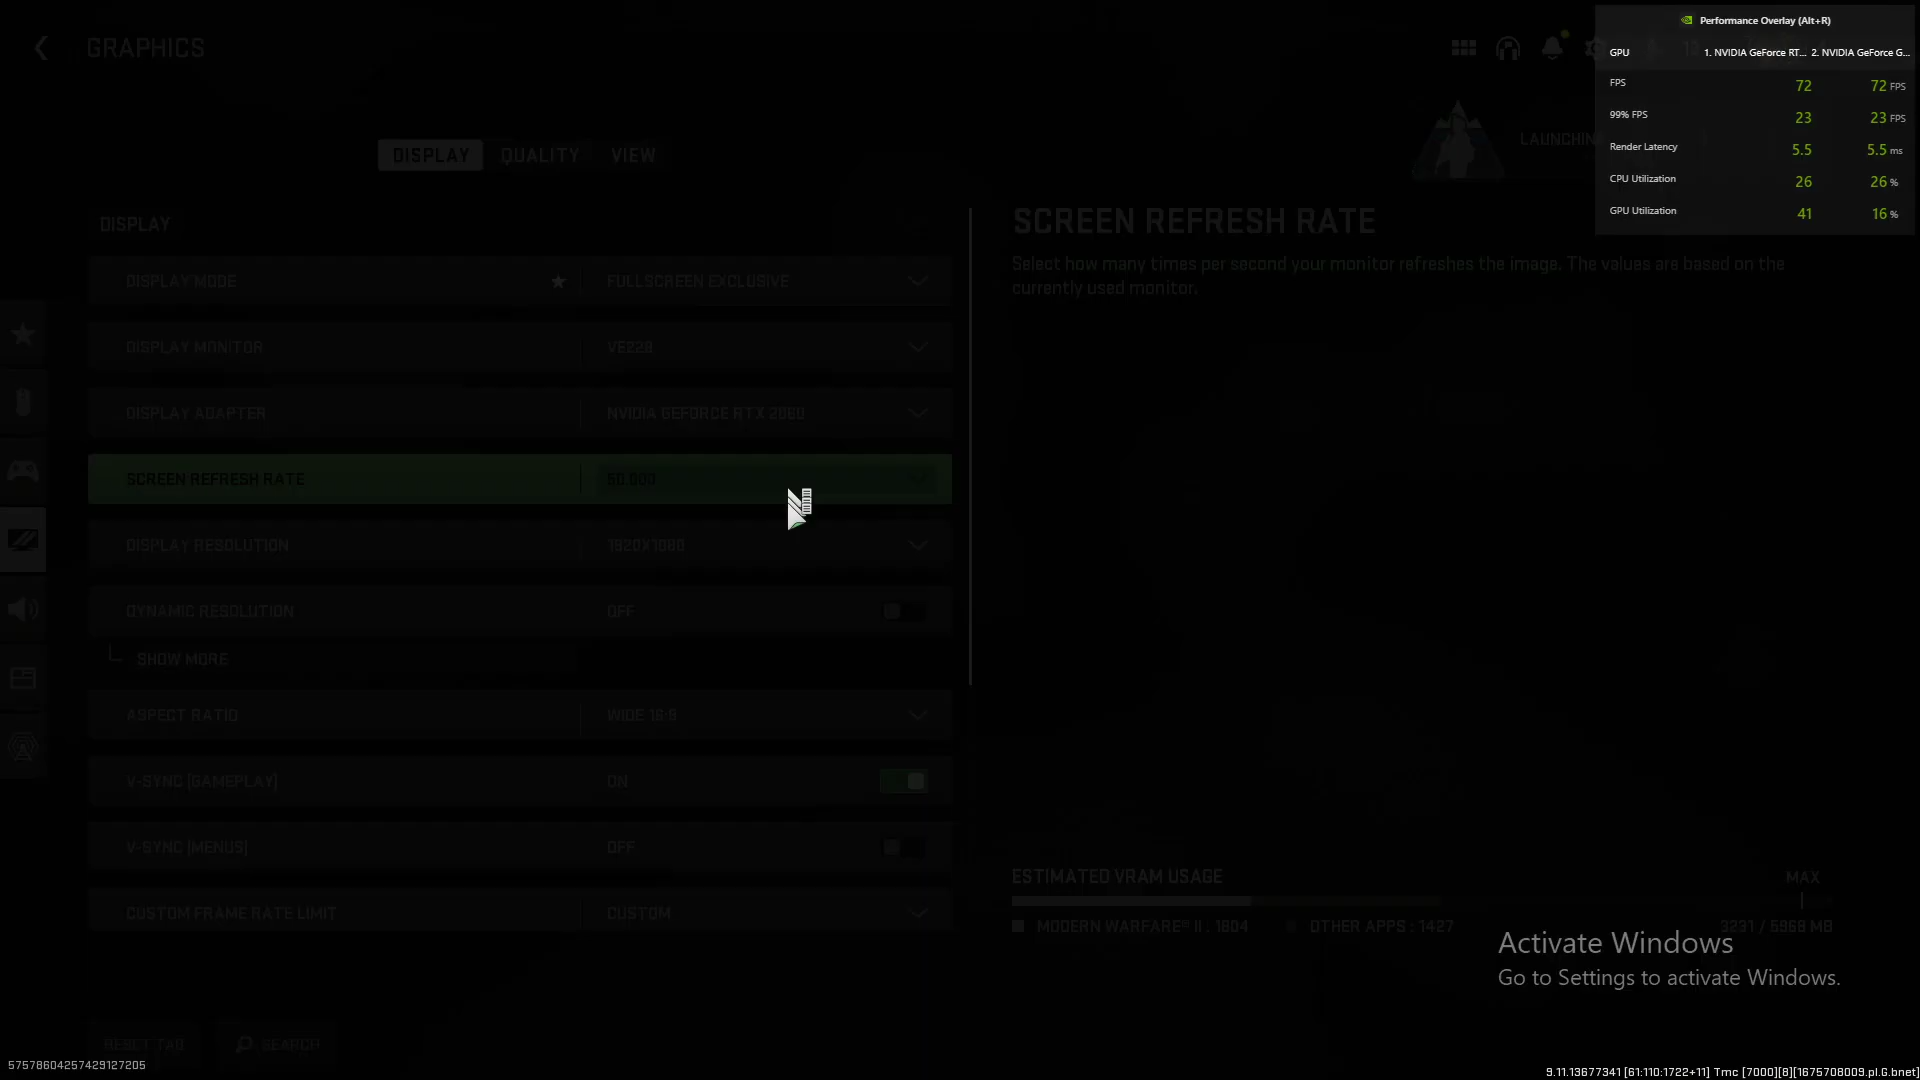 GRAPHICS
Performance Overlay (Alt+R)
GPU 1. NVIDIA GeForce RT... 2. NVIDIA GeForce G...
FPS 72 72 FPS
99% FPS 23 23 FPS
Render Latency 5.5 5.5 ms
CPU Utilization 26 26 %
GPU Utilization 41 16 %
DISPLAY QUALITY VIEW
LAUNCHIN
DISPLAY
DISPLAY MODE FULLSCREEN EXCLUSIVE
DISPLAY MONITOR VE228
DISPLAY ADAPTER NVIDIA GEFORCE RTX 2060
SCREEN REFRESH RATE
DISPLAY RESOLUTION 1920X1080
DYNAMIC RESOLUTION OFF
SHOW MORE
ASPECT RATIO WIDE 16:9
V-SYNC (GAMEPLAY) ON
V-SYNC (MENUS) OFF
CUSTOM FRAME RATE LIMIT CUSTOM
SCREEN REFRESH RATE
Select how many times per second your monitor refreshes the image. The values are based on the
currently used monitor.
ESTIMATED VRAM USAGE MAX
MODERN WARFARE® II : 1804 OTHER APPS : 1427 3231 / 5968 MB
Activate Windows
Go to Settings to activate Windows.
RESET TAB SEARCH
57578604257429127205
9.11.13677341 [61:110:1722+11] Tmc [7000][8][1675708009.pl.G.bnet]